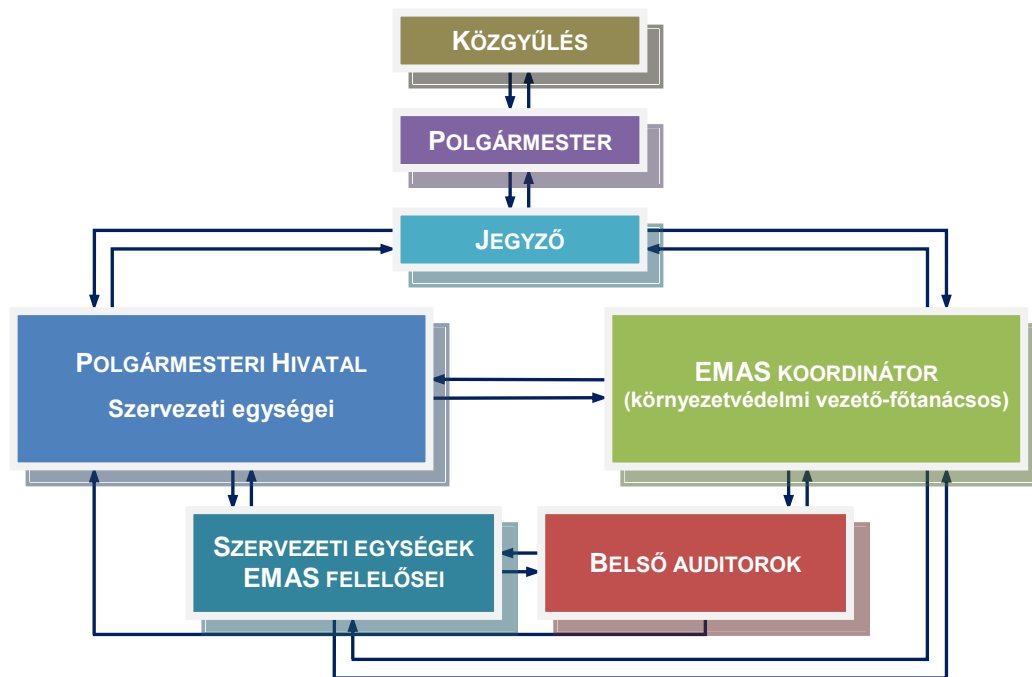 KÖZGYŰLÉS
POLGÁRMESTER
JEGYZŐ
POLGÁRMESTERI HIVATAL
Szervezeti egységei
EMAS KOORDINÁTOR
(környezetvédelmi vezető-főtanácsos)
SZERVEZETI EGYSÉGEK
EMAS FELELŐSEI
BELSŐ AUDITOROK